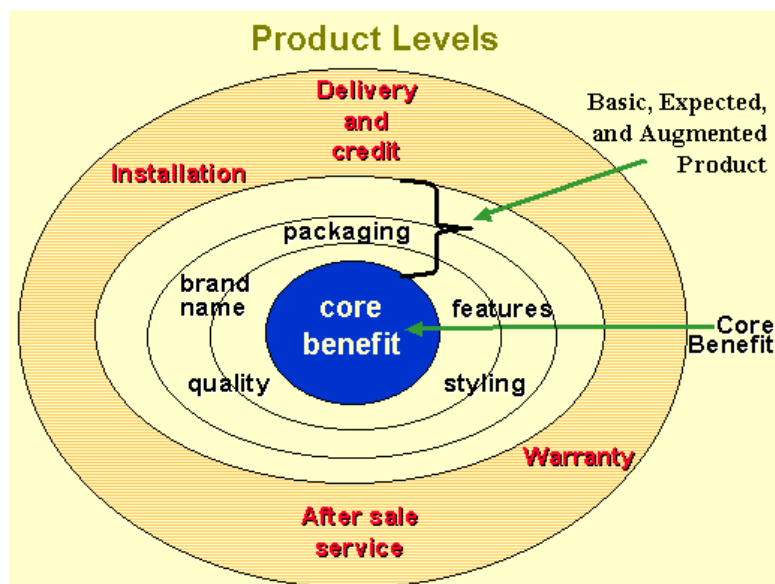 Product Levels
Delivery
and
credit
Basic, Expected,
and Augmented
Product
Installation
packaging
brand
name
core
benefit
features
Core
Benefit
quality
styling
Warranty
After sale
service